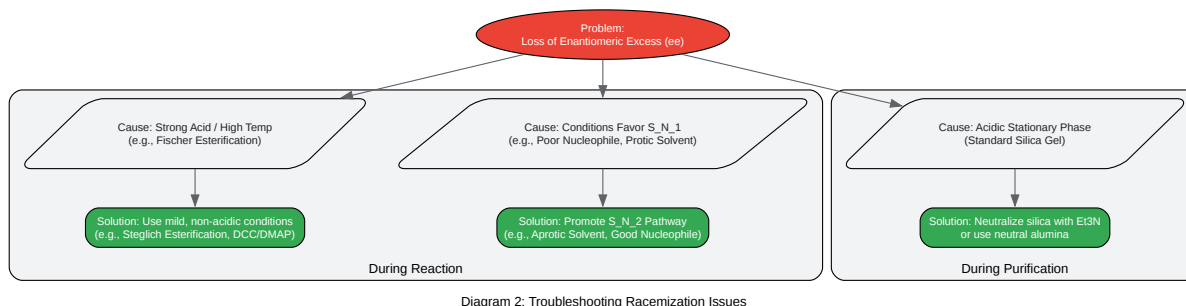 Problem:
Loss of Enantiomeric Excess (ee)
Cause: Strong Acid / High Temp
(e.g., Fischer Esterification)
Cause: Conditions Favor S_N_1
(e.g., Poor Nucleophile, Protic Solvent)
Cause: Acidic Stationary Phase
(Standard Silica Gel)
Solution: Use mild, non-acidic conditions
(e.g., Steglich Esterification, DCC/DMAP)
Solution: Promote S_N_2 Pathway
(e.g., Aprotic Solvent, Good Nucleophile)
Solution: Neutralize silica with Et3N
or use neutral alumina
During Reaction
During Purification
Diagram 2: Troubleshooting Racemization Issues